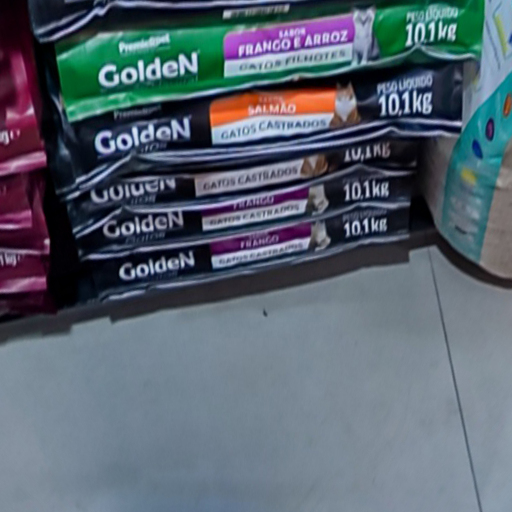 PremieRpet
GoldeN
SABOR
FRANGO E ARROZ
GATOS FILHOTES
PESO LÍQUIDO
10,1kg
GoldeN
SALMÃO
GATOS CASTRADOS
PESO LÍQUIDO
10,1kg
GoldeN
GATOS CASTRADOS
10,1kg
GoldeN
FRANGO
GATOS CASTRADOS
10,1kg
GoldeN
FRANGO
GATOS CASTRADOS
10,1kg